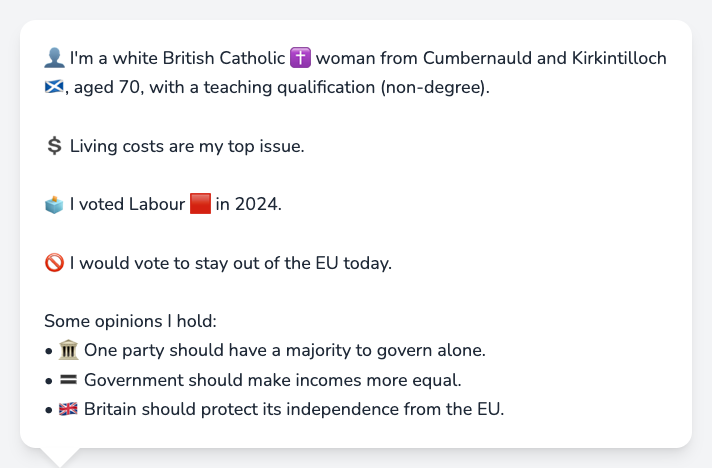 👤 I'm a white British Catholic ✝️ woman from Cumbernauld and Kirkintilloch
🏴󠁧󠁢󠁳󠁣󠁴󠁿, aged 70, with a teaching qualification (non-degree).
💲 Living costs are my top issue.
🗳️ I voted Labour 🟥 in 2024.
🚫 I would vote to stay out of the EU today.
Some opinions I hold:
• 🏛️ One party should have a majority to govern alone.
• 🟰 Government should make incomes more equal.
• 🇬🇧 Britain should protect its independence from the EU.